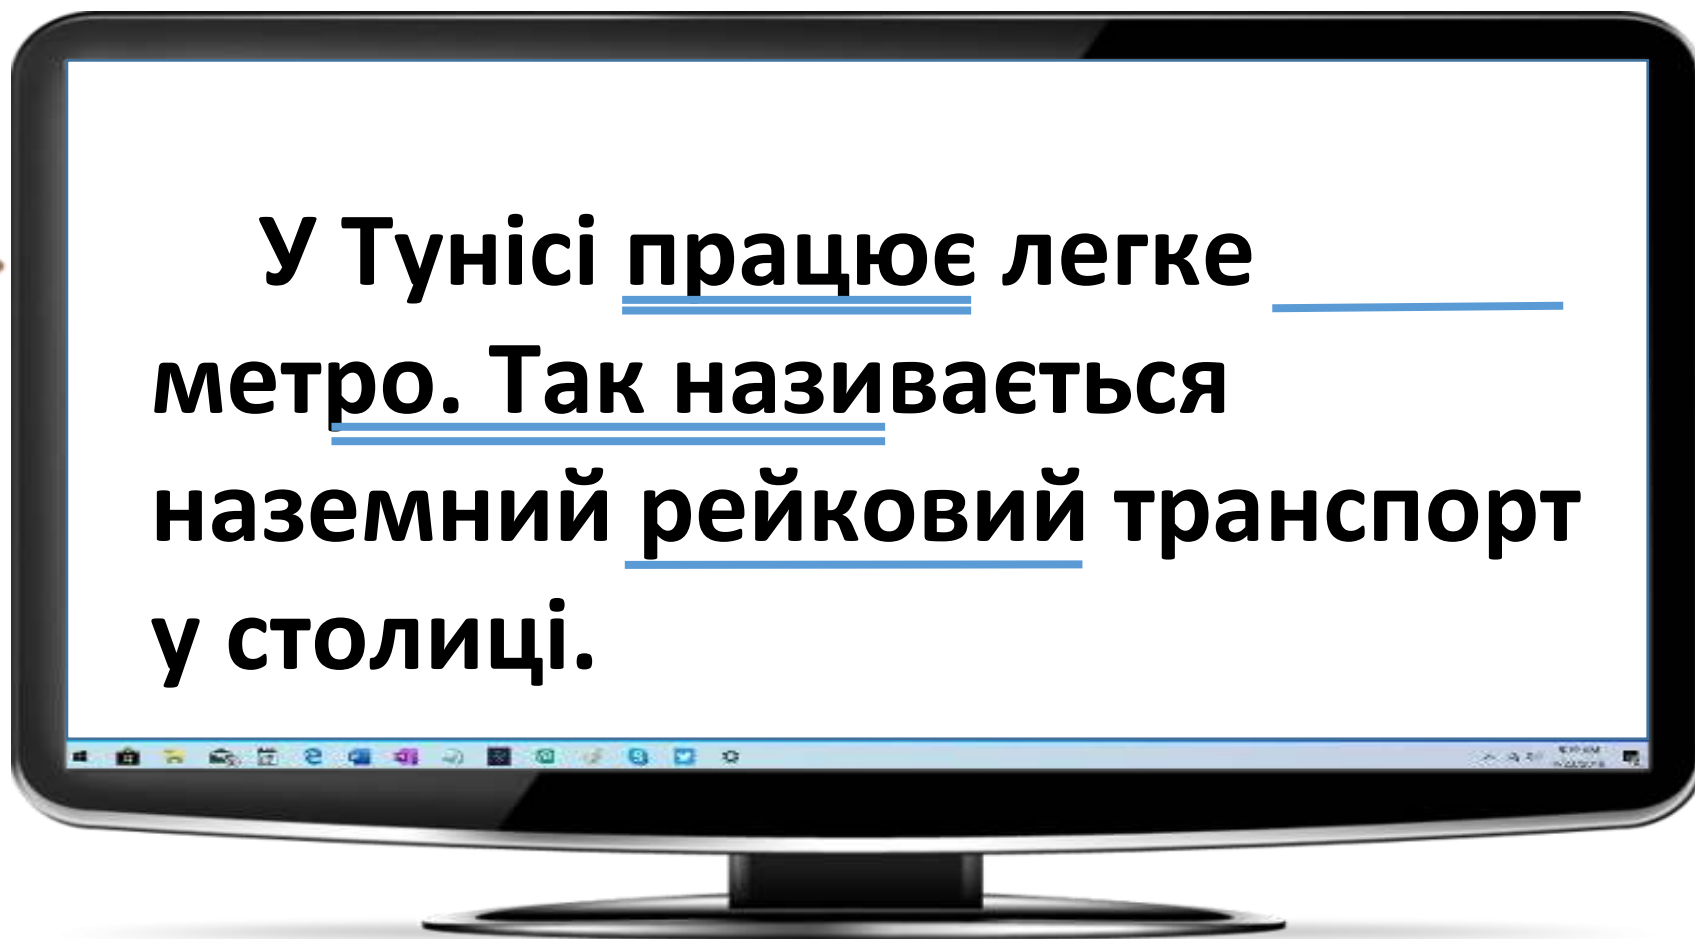 У Тунісі працює легке
метро. Так називається
наземний рейковий транспорт
у столиці.